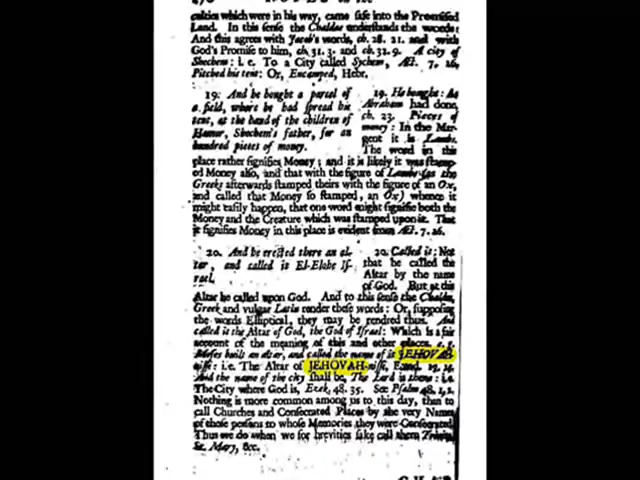 culties which were in his way, came safe into the Promised
Land. In this sense the Chaldee understands the words:
And this agrees with Jacob's words, ch. 28. 21. and with
God's Promise to him, ch. 31. 3. and ch. 32. 9. A city of
Shechem: i.e. To a City called Sychem, Act. 7. 16.
Pitched his tent: Or, Encamped, Hebr.
19. And he bought a parcel of
a field, where he had spread his
tent, at the hand of the children of
Hamor, Shechem's father, for an
hundred pieces of money.
19. He bought: As
Abraham had done,
ch. 23. Pieces of
money: In the Mar-
gent it is Lambs.
The word in this
place rather signifies Money; and it is likely it was stamp-
ed Money also, and that with the figure of Lambs (as the
Greeks afterwards stamped theirs with the figure of an Ox,
and called that Money so stamped, an Ox) whence it
might easily happen, that one word might signifie both the
Money and the Creature which was stamped upon it. That
it signifies Money in this place is evident from Act. 7. 16.
20. And he erected there an al-
tar, and called it El-Elohe Is-
rael.
20. Called it: Not
that he called the
Altar by the name
of God. But at this
Altar he called upon God. And to this sense the Chaldee,
Greek and vulgar Latin render these words: Or, supposing
the words Elliptical, they may be rendred thus. And
called it the Altar of God, the God of Israel: Which is a fair
account of the meaning of this and other places. e. g.
Moses built an altar, and called the name of it JEHOVAH-
nissi: i.e. The Altar of JEHOVAH-nissi, Exod. 17. 15.
And the name of the city shall be, The Lord is there: i.e.
The City where God is, Ezek. 48. 35. See Psalm 48.
Nothing is more common among us to this day, than to
call Churches and Consecrated Places by the very Names
of those persons to whose Memories they were Consecrated.
Thus we do when we for brevities sake call them Trinity,
St. Mary, &c.